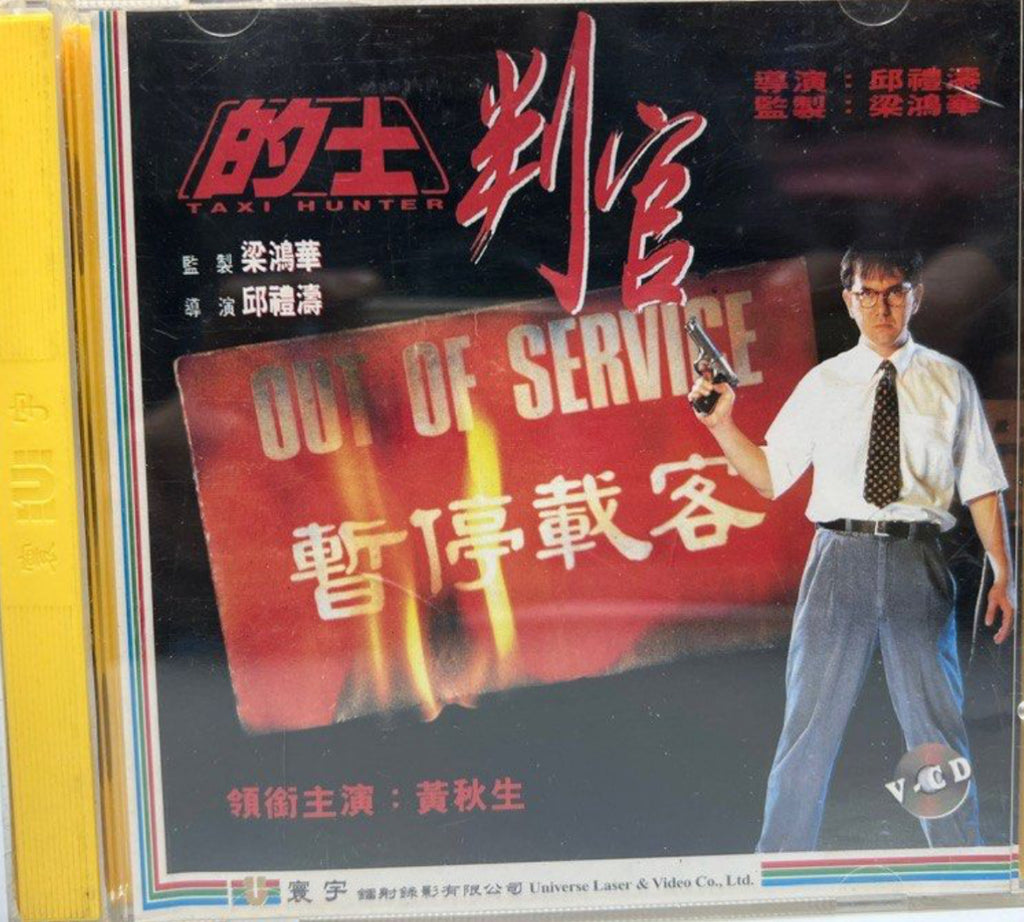 的士判官
TAXI HUNTER
導演：邱禮濤
監製：梁鴻華
監製 梁鴻華
導演 邱禮濤
OUT OF SERVICE
暫停載客
領銜主演：黃秋生
V-CD
U 寰宇 鐳射錄影有限公司 Universe Laser & Video Co., Ltd.
宇
U
寰